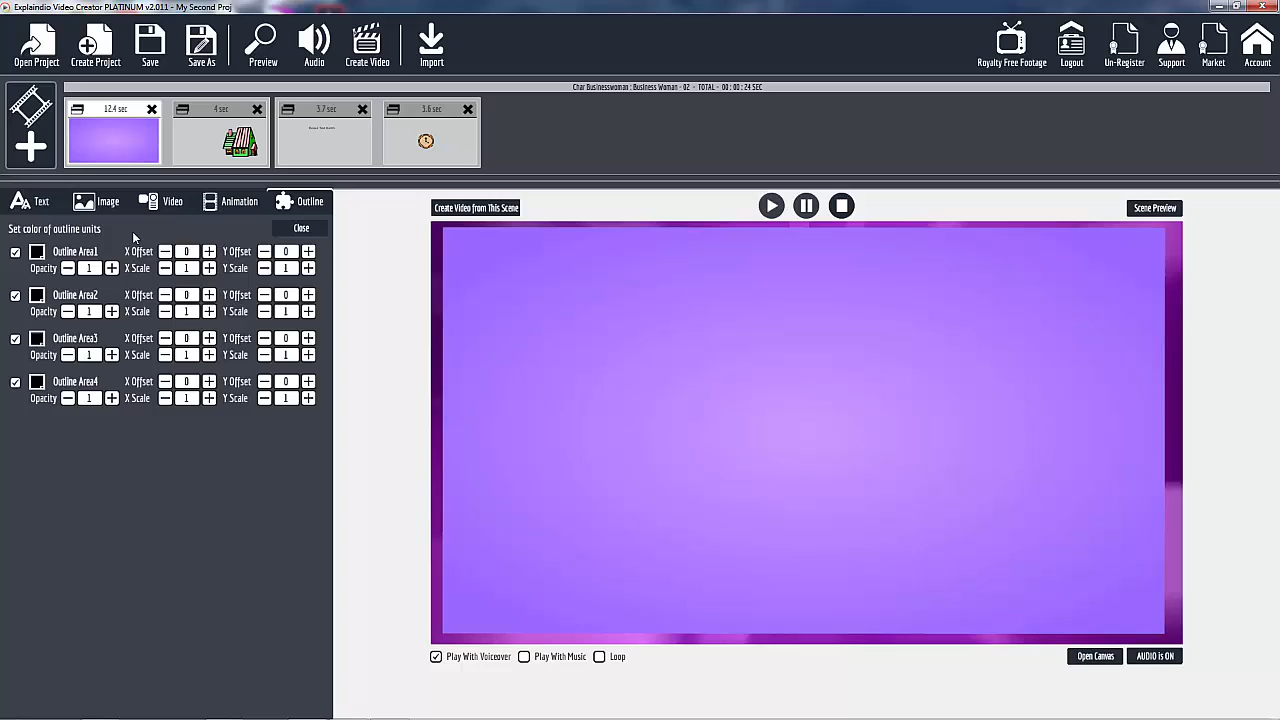 Explaindio Video Creator PLATINUM v2.011 - My Second Proj
Open Project
Create Project
Save
Save As
Preview
Audio
Create Video
Import
Royalty Free Footage
Logout
Un-Register
Support
Market
Account
Char Businesswoman : Business Woman - 02 - TOTAL - 00 : 00 : 24 SEC
12.4 sec
4 sec
3.7 sec
3.6 sec
Text
Image
Video
Animation
Outline
Create Video from This Scene
Scene Preview
Set color of outline units
Close
Outline Area1 X Offset 0 Y Offset 0
Opacity 1 X Scale 1 Y Scale 1
Outline Area2 X Offset 0 Y Offset 0
Opacity 1 X Scale 1 Y Scale 1
Outline Area3 X Offset 0 Y Offset 0
Opacity 1 X Scale 1 Y Scale 1
Outline Area4 X Offset 0 Y Offset 0
Opacity 1 X Scale 1 Y Scale 1
Play With Voiceover
Play With Music
Loop
Open Canvas
AUDIO is ON